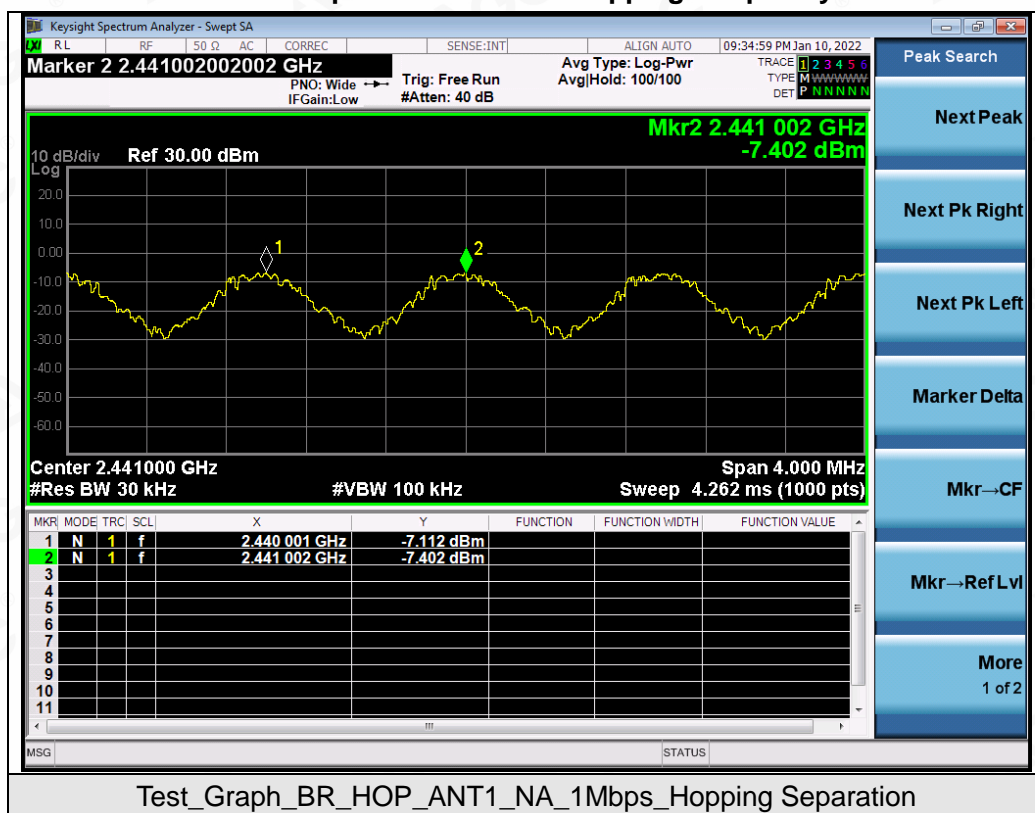 Keysight Spectrum Analyzer - Swept SA
LXI RL RF 50 Ω AC CORREC SENSE:INT ALIGN AUTO 09:34:59 PM Jan 10, 2022
Marker 2 2.441002002002 GHz
PNO: Wide
IFGain:Low
Trig: Free Run
#Atten: 40 dB
Avg Type: Log-Pwr
Avg|Hold: 100/100
TRACE 1 2 3 4 5 6
TYPE M WWWWW
DET P N N N N N
Mkr2 2.441 002 GHz
-7.402 dBm
10 dB/div Ref 30.00 dBm
Log
20.0
10.0
0.00
-10.0
-20.0
-30.0
-40.0
-50.0
-60.0
1
2
Center 2.441000 GHz Span 4.000 MHz
#Res BW 30 kHz #VBW 100 kHz Sweep 4.262 ms (1000 pts)
MKR MODE TRC SCL X Y FUNCTION FUNCTION WIDTH FUNCTION VALUE
1 N 1 f 2.440 001 GHz -7.112 dBm
2 N 1 f 2.441 002 GHz -7.402 dBm
3
4
5
6
7
8
9
10
11
MSG STATUS
Peak Search
Next Peak
Next Pk Right
Next Pk Left
Marker Delta
Mkr→CF
Mkr→Ref Lvl
More
1 of 2
Test_Graph_BR_HOP_ANT1_NA_1Mbps_Hopping Separation